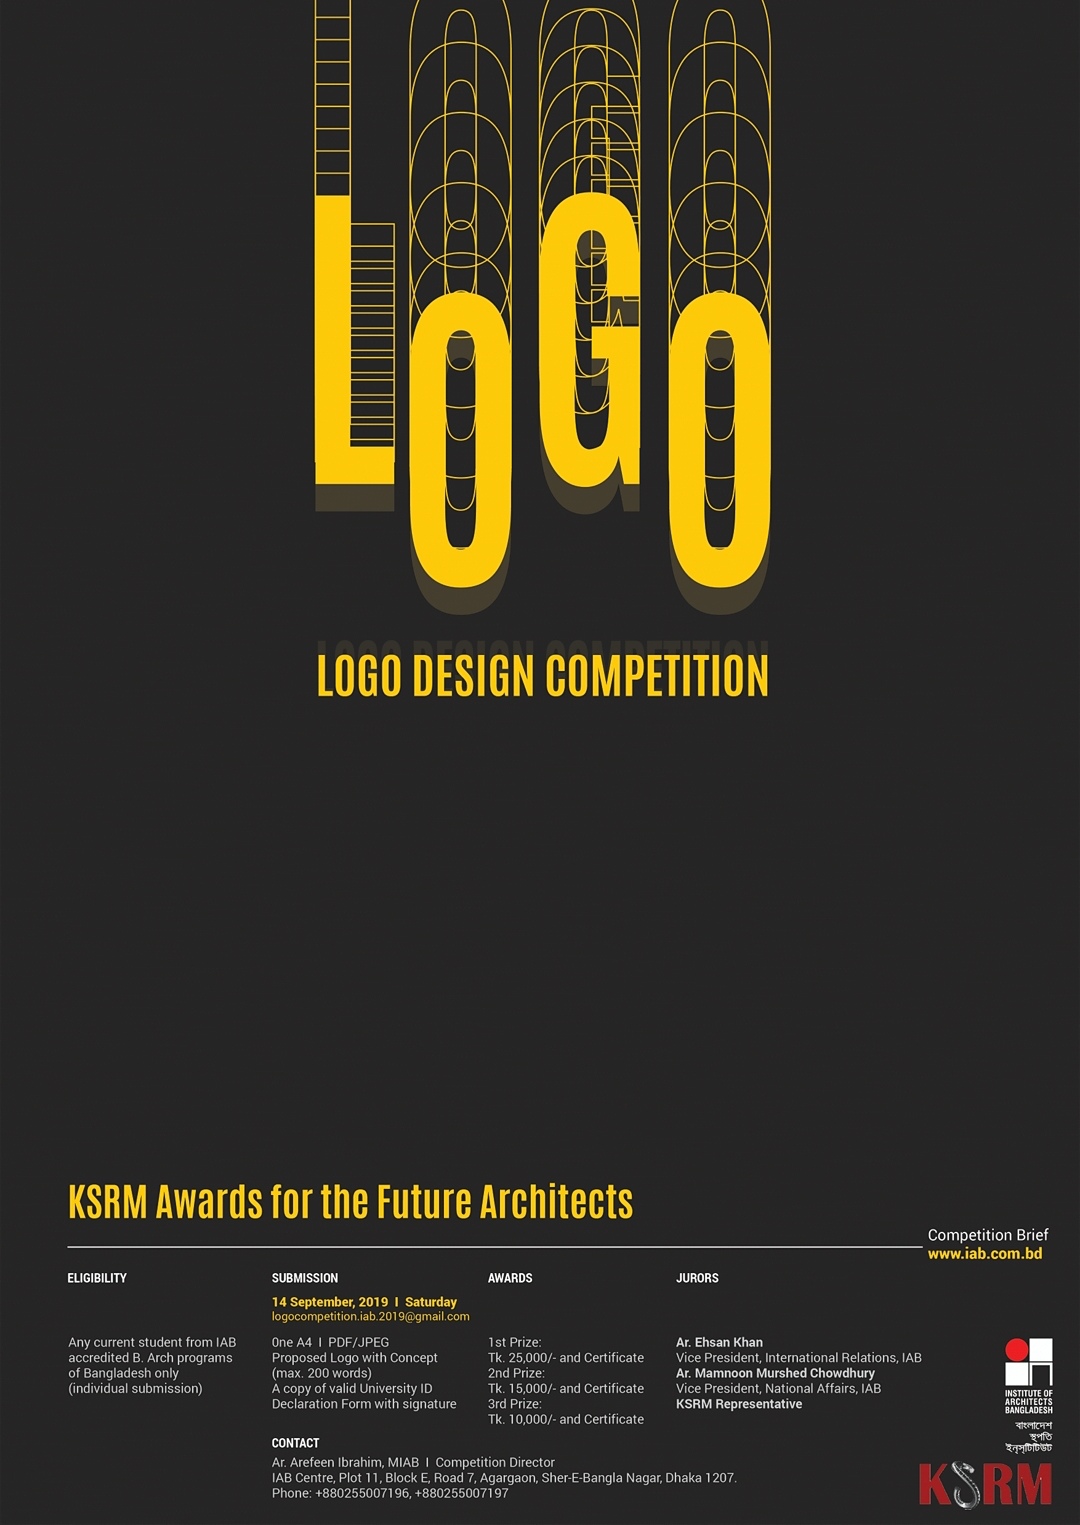 LOGO
LOGO DESIGN COMPETITION
KSRM Awards for the Future Architects
Competition Brief
www.iab.com.bd
ELIGIBILITY
Any current student from IAB
accredited B. Arch programs
of Bangladesh only
(individual submission)
SUBMISSION
14 September, 2019 I Saturday
logocompetition.iab.2019@gmail.com
One A4 I PDF/JPEG
Proposed Logo with Concept
(max. 200 words)
A copy of valid University ID
Declaration Form with signature
AWARDS
1st Prize:
Tk. 25,000/- and Certificate
2nd Prize:
Tk. 15,000/- and Certificate
3rd Prize:
Tk. 10,000/- and Certificate
JURORS
Ar. Ehsan Khan
Vice President, International Relations, IAB
Ar. Mamnoon Murshed Chowdhury
Vice President, National Affairs, IAB
KSRM Representative
CONTACT
Ar. Arefeen Ibrahim, MIAB I Competition Director
IAB Centre, Plot 11, Block E, Road 7, Agargaon, Sher-E-Bangla Nagar, Dhaka 1207.
Phone: +880255007196, +880255007197
INSTITUTE OF
ARCHITECTS
BANGLADESH
বাংলাদেশ
স্থপতি
ইন্সটিটিউট
KSRM